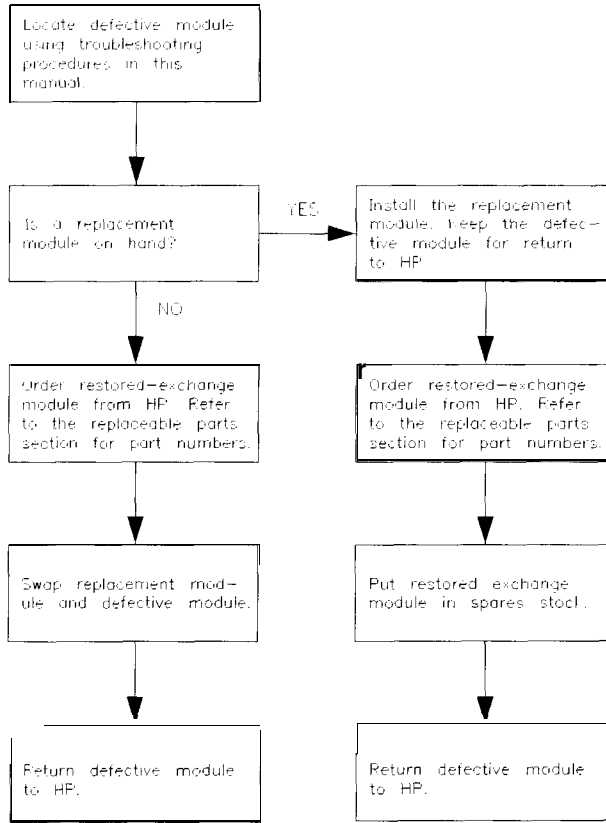 Locate defective module
using troubleshooting
procedures in this
manual.
Is a replacement
module on hand?
YES
Install the replacement
module. Keep the defec-
tive module for return
to HP
NO
Order restored-exchange
module from HP. Refer
to the replaceable parts
section for part numbers.
Order restored-exchange
module from HP. Refer
to the replaceable parts
section for part numbers.
Swap replacement mod-
ule and defective module.
Put restored exchange
module in spares stock.
Return defective module
to HP.
Return defective module
to HP.